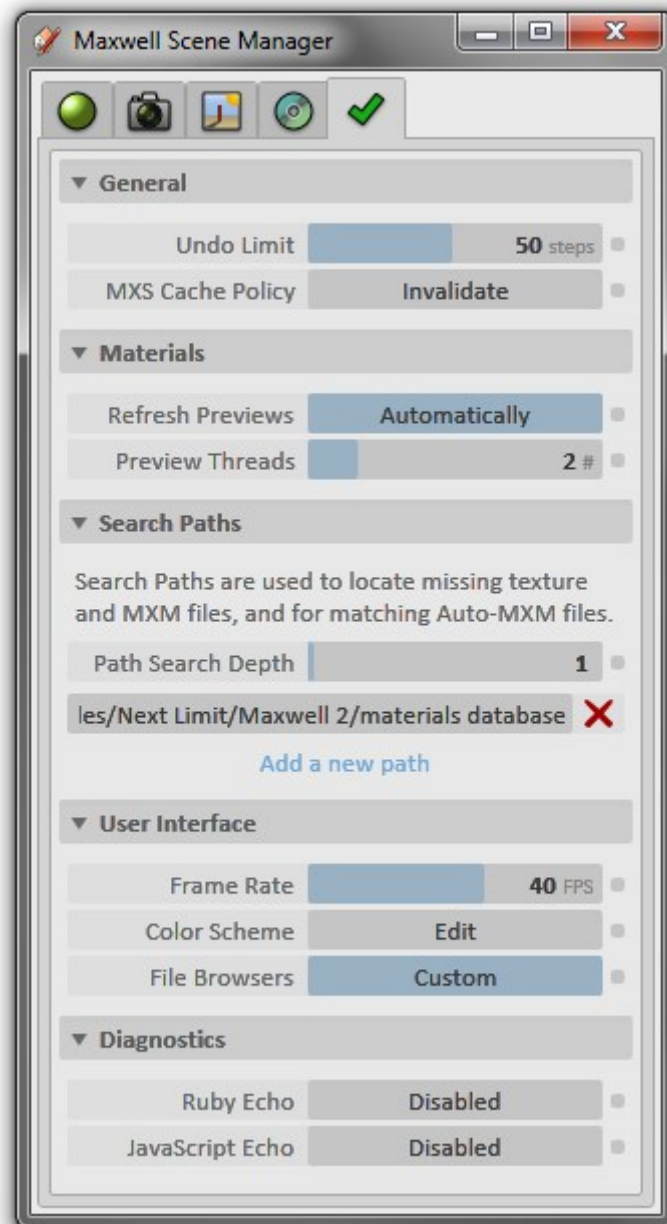 Maxwell Scene Manager
General
Undo Limit 50 steps
MXS Cache Policy Invalidate
Materials
Refresh Previews Automatically
Preview Threads 2 #
Search Paths
Search Paths are used to locate missing texture
and MXM files, and for matching Auto-MXM files.
Path Search Depth 1
les/Next Limit/Maxwell 2/materials database
Add a new path
User Interface
Frame Rate 40 FPS
Color Scheme Edit
File Browsers Custom
Diagnostics
Ruby Echo Disabled
JavaScript Echo Disabled